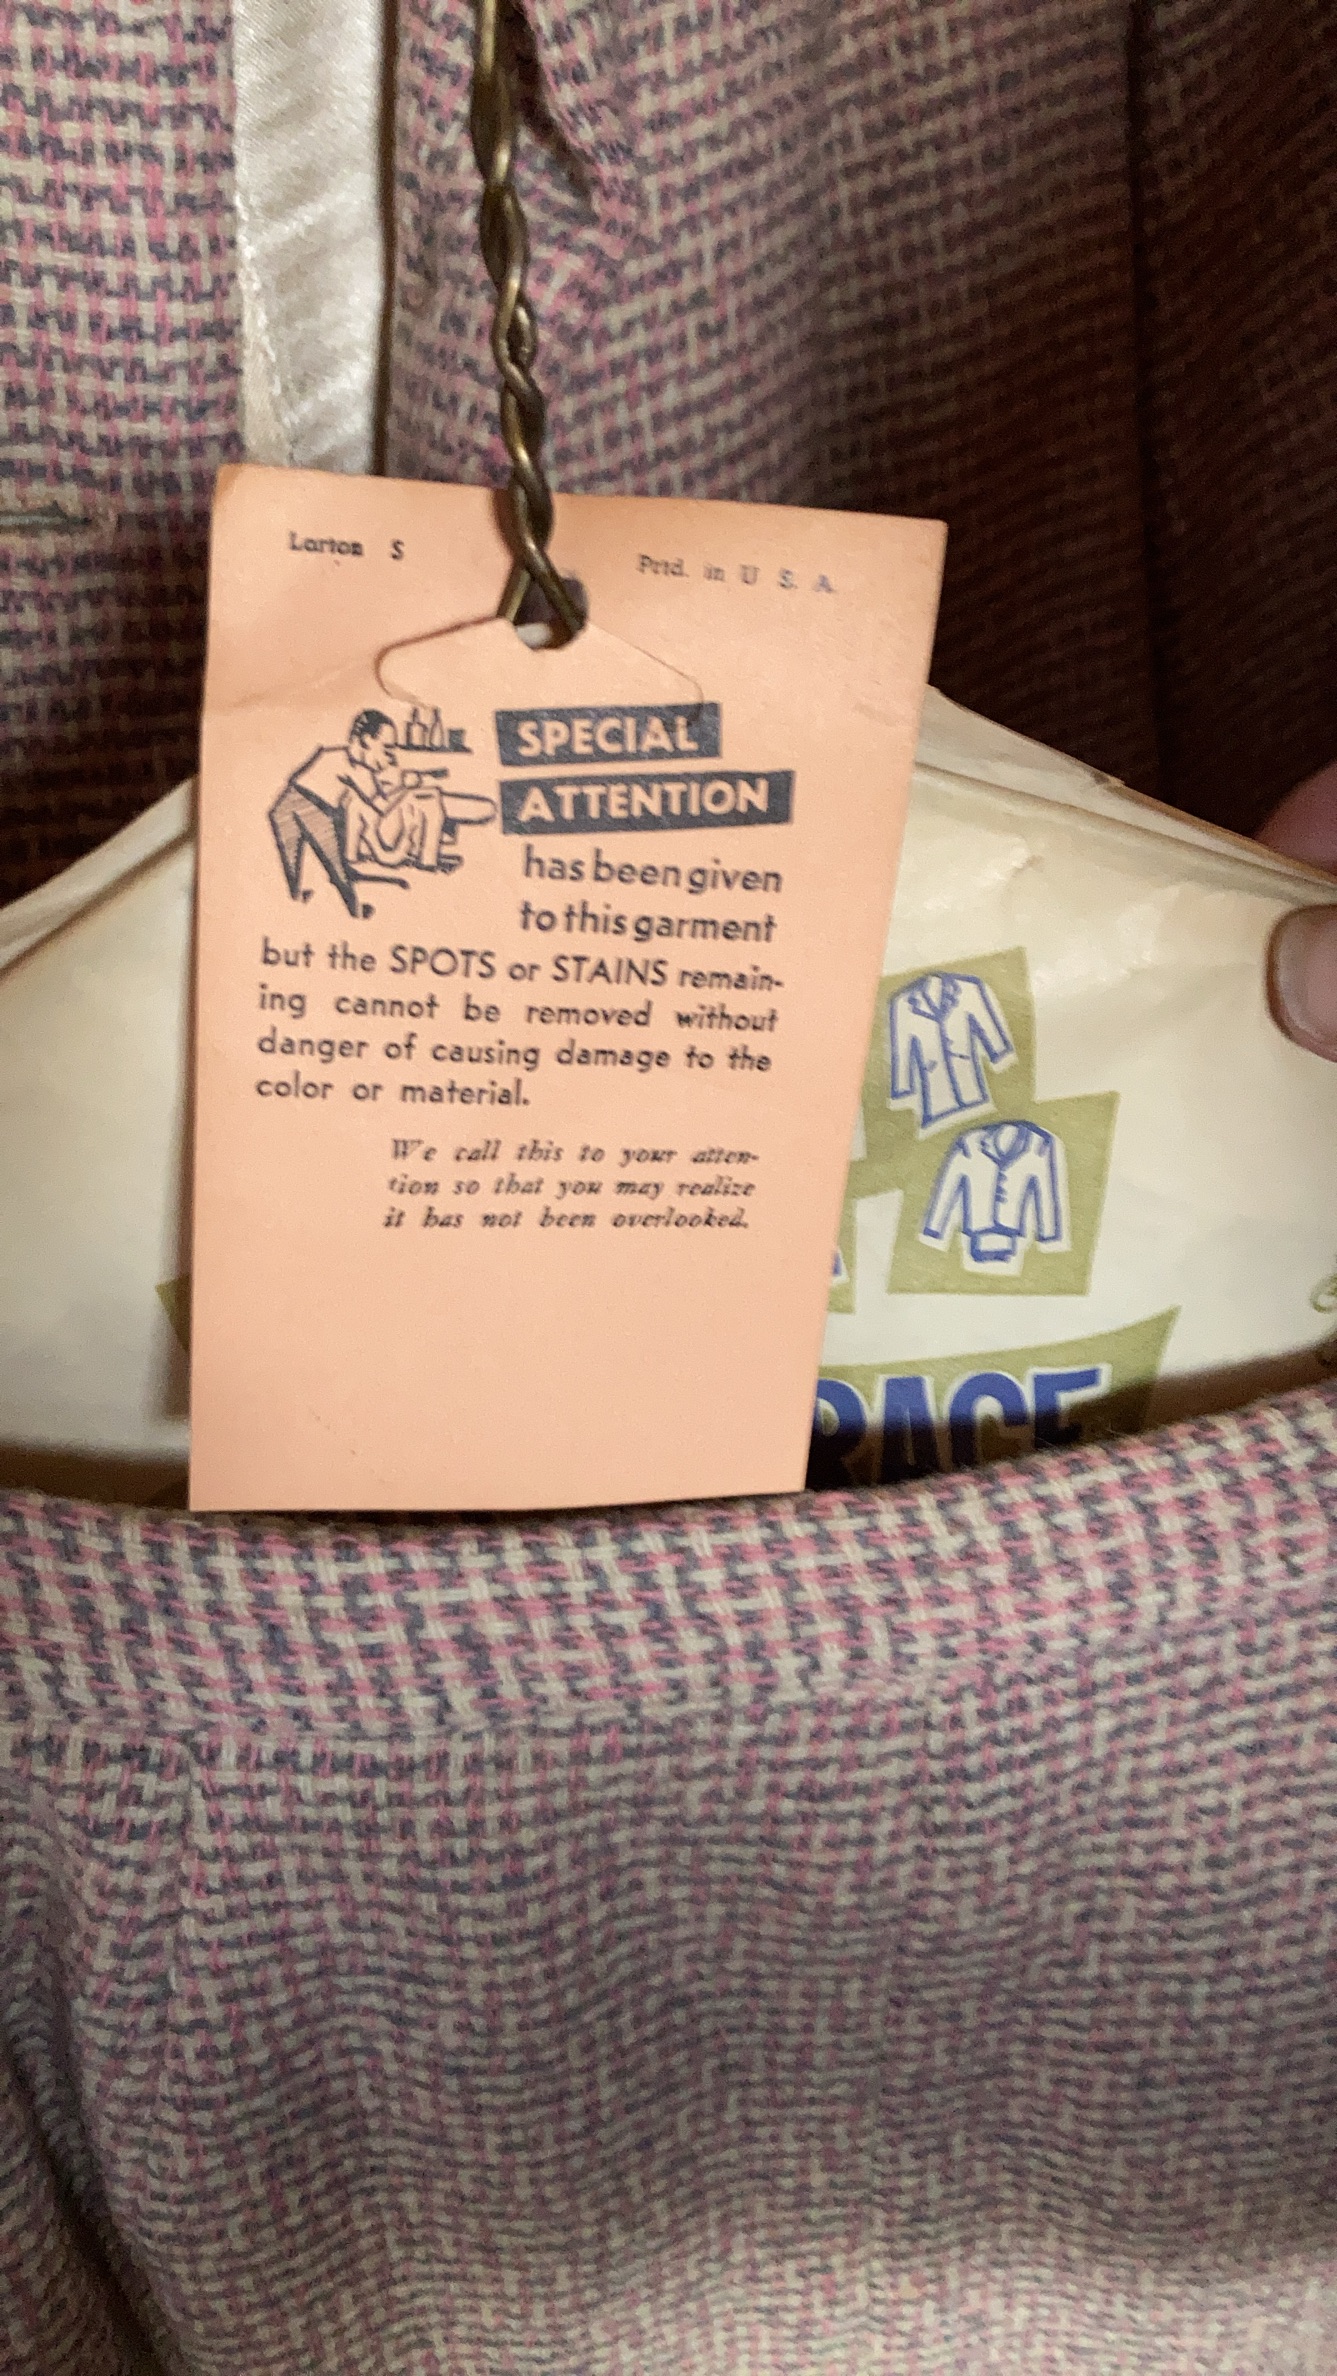 Lorton S
Prtd. in U S. A.
SPECIAL
ATTENTION
has been given
to this garment
but the SPOTS or STAINS remain-
ing cannot be removed without
danger of causing damage to the
color or material.
We call this to your atten-
tion so that you may realize
it has not been overlooked.
RAGE